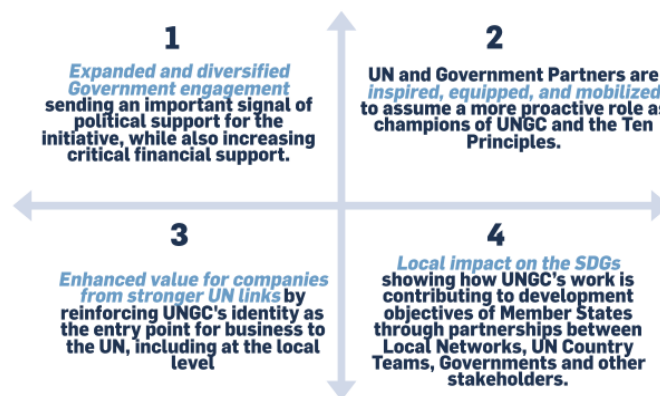 1
Expanded and diversified
Government engagement
sending an important signal of
political support for the
initiative, while also increasing
critical financial support.
2
UN and Government Partners are
inspired, equipped, and mobilized
to assume a more proactive role as
champions of UNGC and the Ten
Principles.
3
Enhanced value for companies
from stronger UN links by
reinforcing UNGC's identity as
the entry point for business to
the UN, including at the local
level
4
Local impact on the SDGs
showing how UNGC's work is
contributing to development
objectives of Member States
through partnerships between
Local Networks, UN Country
Teams, Governments and other
stakeholders.